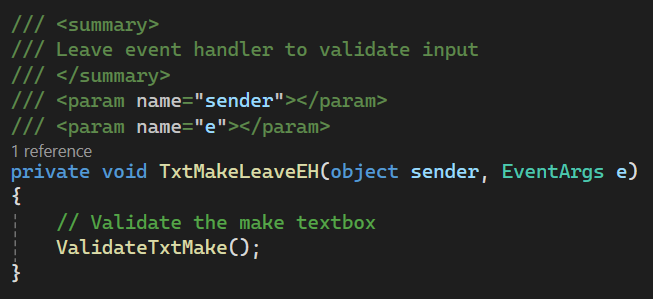 /// <summary>
/// Leave event handler to validate input
/// </summary>
/// <param name="sender"></param>
/// <param name="e"></param>
1 reference
private void TxtMakeLeaveEH(object sender, EventArgs e)
{
    // Validate the make textbox
    ValidateTxtMake();
}